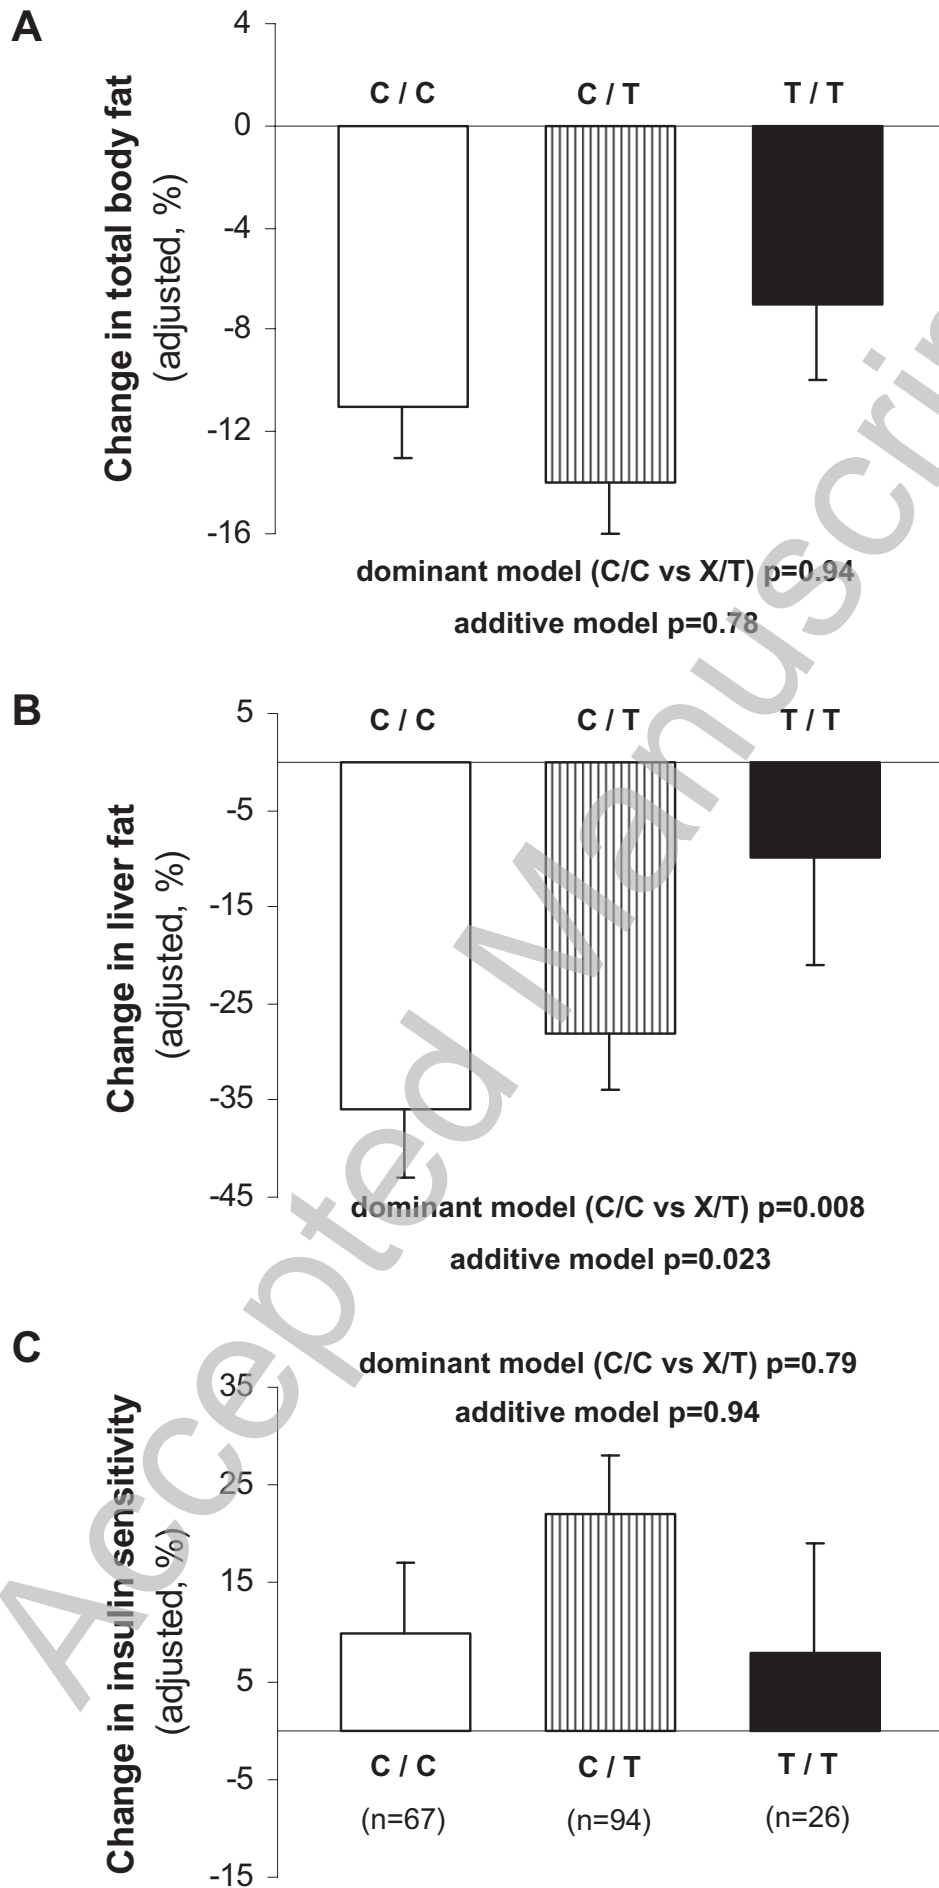 A
Change in total body fat
(adjusted, %)
4
0
-4
-8
-12
-16
C / C
C / T
T / T
dominant model (C/C vs X/T) p=0.94
additive model p=0.78
B
Change in liver fat
(adjusted, %)
5
-5
-15
-25
-35
-45
C / C
C / T
T / T
dominant model (C/C vs X/T) p=0.008
additive model p=0.023
C
Change in insulin sensitivity
(adjusted, %)
dominant model (C/C vs X/T) p=0.79
additive model p=0.94
35
25
15
5
-5
-15
C / C
C / T
T / T
(n=67)
(n=94)
(n=26)
Accepted Manuscrip